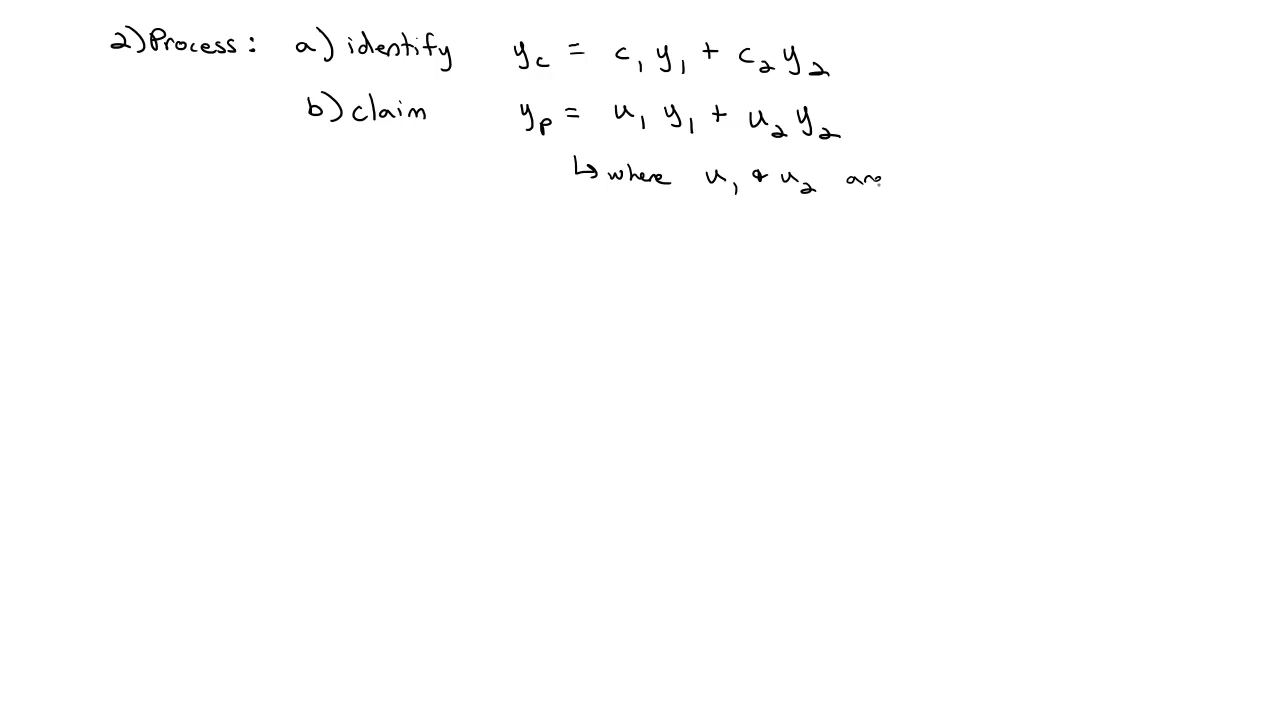 2) Process: a) identify y_c = c_1 y_1 + c_2 y_2
b) claim y_p = u_1 y_1 + u_2 y_2
↳ where u_1 & u_2 are